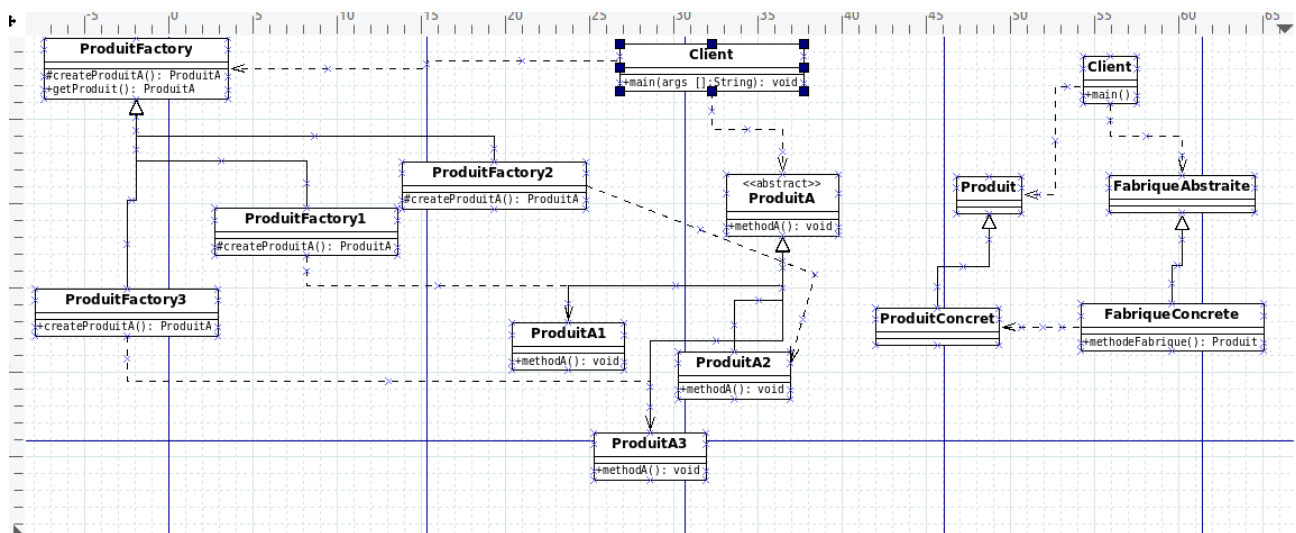 -5 0 5 10 15 20 25 30 35 40 45 50 55 60 65
ProduitFactory
#createProduitA(): ProduitA
+getProduit(): ProduitA
Client
+main(args []:String): void
Client
+main()
ProduitFactory2
#createProduitA(): ProduitA
<<abstract>>
ProduitA
+methodA(): void
Produit
FabriqueAbstraite
ProduitFactory1
#createProduitA(): ProduitA
ProduitFactory3
+createProduitA(): ProduitA
ProduitA1
+methodA(): void
ProduitA2
+methodA(): void
ProduitConcret
FabriqueConcrete
+methodeFabrique(): Produit
ProduitA3
+methodA(): void